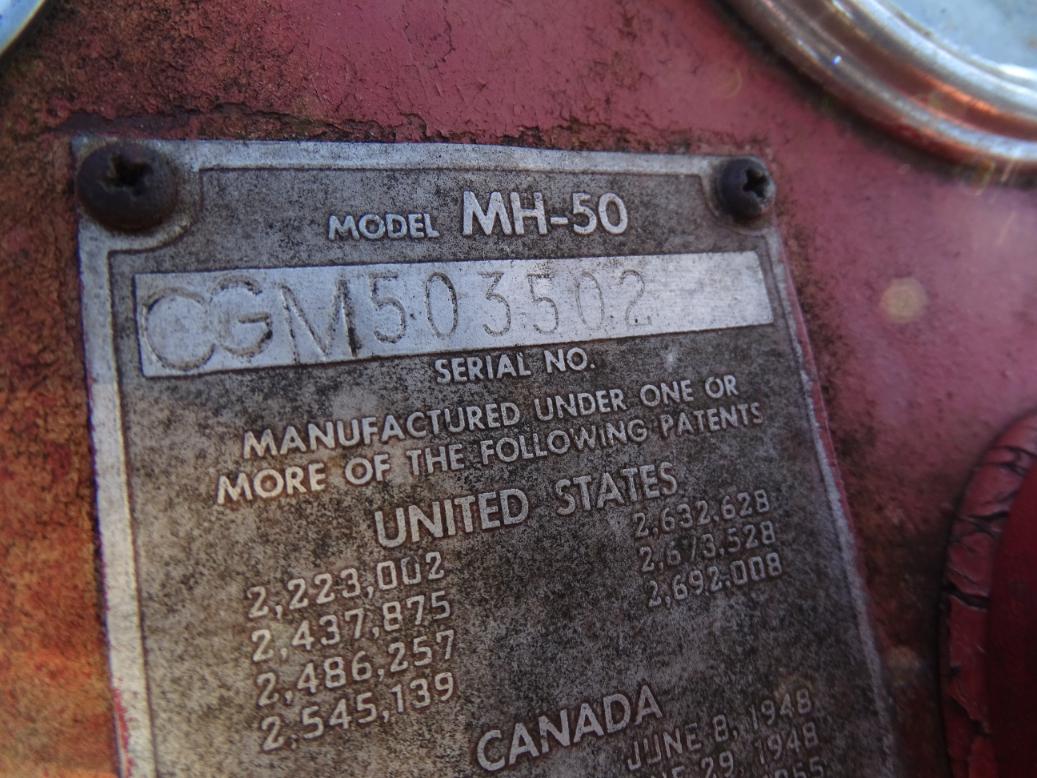 MODEL MH-50
CGM503502
SERIAL NO.
MANUFACTURED UNDER ONE OR
MORE OF THE FOLLOWING PATENTS
UNITED STATES
2,223,002 2,632,628
2,437,875 2,673,528
2,486,257 2,692,008
2,545,139
CANADA
JUNE 8, 1948
29, 1948